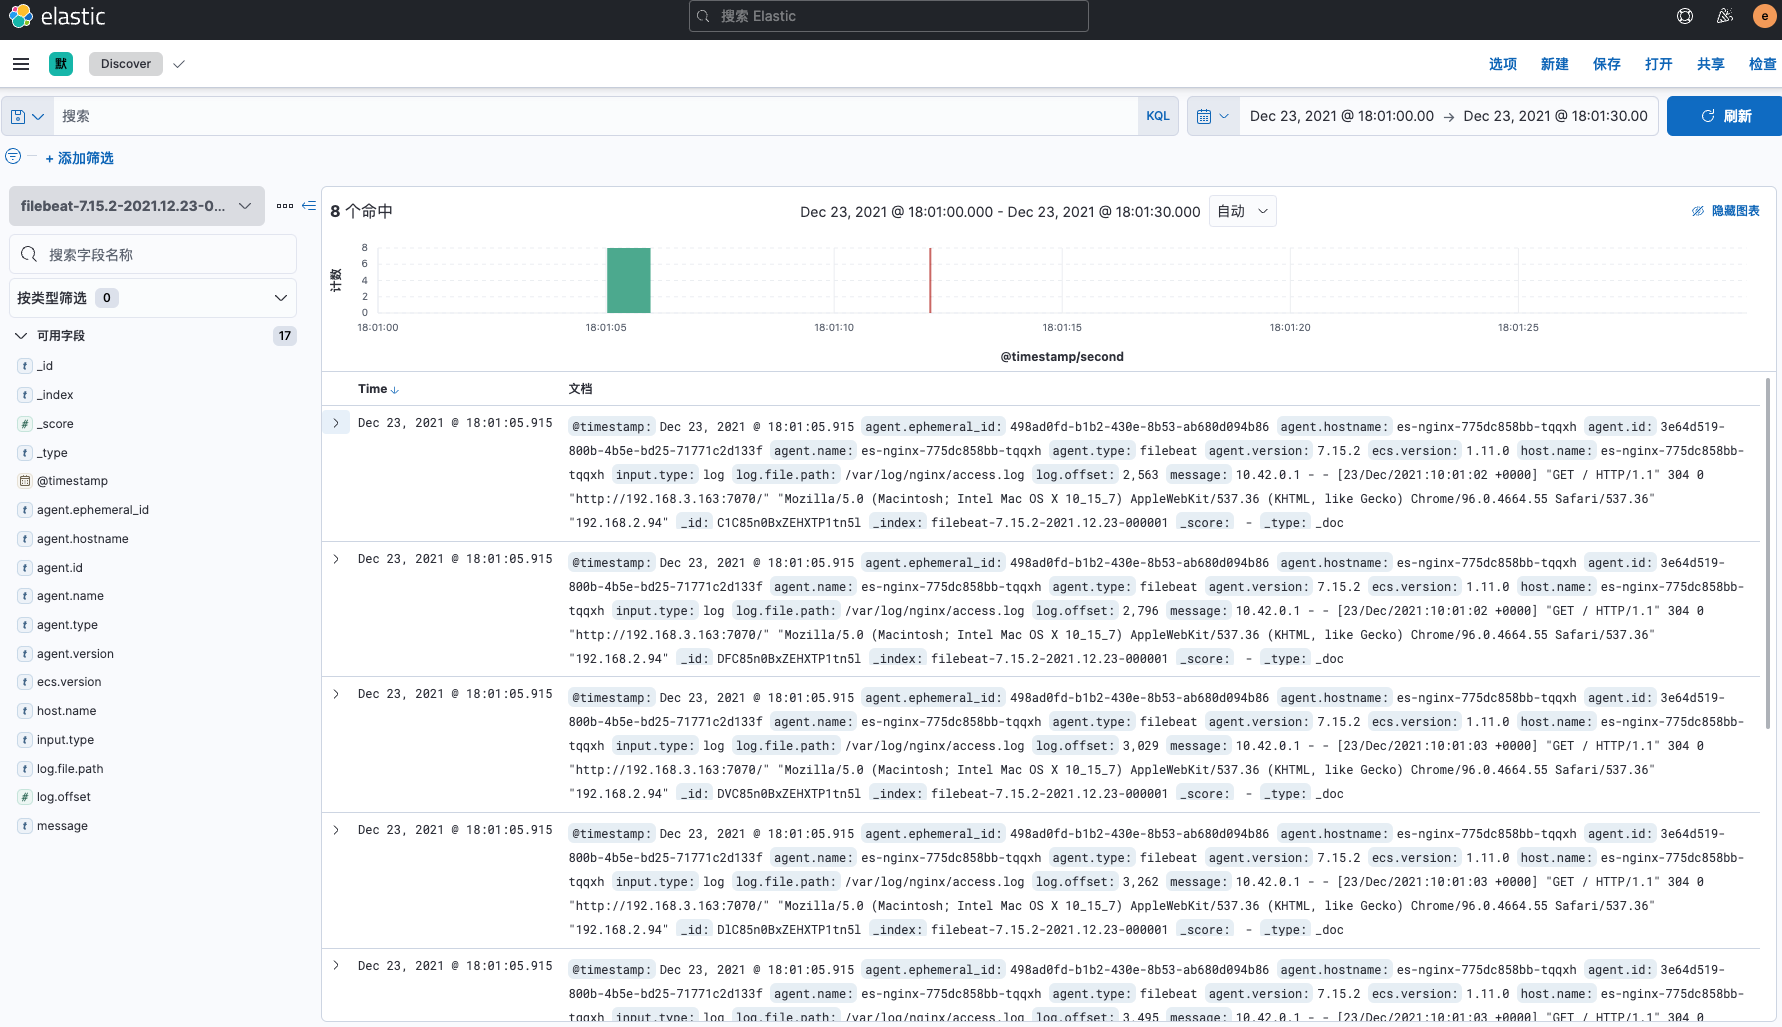 elastic
搜索 Elastic
e
默
Discover
选项 新建 保存 打开 共享 检查
搜索
KQL
Dec 23, 2021 @ 18:01:00.00 → Dec 23, 2021 @ 18:01:30.00
刷新
+ 添加筛选
filebeat-7.15.2-2021.12.23-0...
搜索字段名称
按类型筛选 0
可用字段 17
t _id
t _index
# _score
t _type
@timestamp
t agent.ephemeral_id
t agent.hostname
t agent.id
t agent.name
t agent.type
t agent.version
t ecs.version
t host.name
t input.type
t log.file.path
# log.offset
t message
8 个命中
Dec 23, 2021 @ 18:01:00.000 - Dec 23, 2021 @ 18:01:30.000
自动
隐藏图表
计数
8
6
4
2
0
18:01:00 18:01:05 18:01:10 18:01:15 18:01:20 18:01:25
@timestamp/second
Time ↓ 文档
Dec 23, 2021 @ 18:01:05.915
@timestamp: Dec 23, 2021 @ 18:01:05.915 agent.ephemeral_id: 498ad0fd-b1b2-430e-8b53-ab680d094b86 agent.hostname: es-nginx-775dc858bb-tqqxh agent.id: 3e64d519-
800b-4b5e-bd25-71771c2d133f agent.name: es-nginx-775dc858bb-tqqxh agent.type: filebeat agent.version: 7.15.2 ecs.version: 1.11.0 host.name: es-nginx-775dc858bb-
tqqxh input.type: log log.file.path: /var/log/nginx/access.log log.offset: 2,563 message: 10.42.0.1 - - [23/Dec/2021:10:01:02 +0000] "GET / HTTP/1.1" 304 0
"http://192.168.3.163:7070/" "Mozilla/5.0 (Macintosh; Intel Mac OS X 10_15_7) AppleWebKit/537.36 (KHTML, like Gecko) Chrome/96.0.4664.55 Safari/537.36"
"192.168.2.94" _id: C1C85n0BxZEHXTP1tn5l _index: filebeat-7.15.2-2021.12.23-000001 _score: - _type: _doc
Dec 23, 2021 @ 18:01:05.915
@timestamp: Dec 23, 2021 @ 18:01:05.915 agent.ephemeral_id: 498ad0fd-b1b2-430e-8b53-ab680d094b86 agent.hostname: es-nginx-775dc858bb-tqqxh agent.id: 3e64d519-
800b-4b5e-bd25-71771c2d133f agent.name: es-nginx-775dc858bb-tqqxh agent.type: filebeat agent.version: 7.15.2 ecs.version: 1.11.0 host.name: es-nginx-775dc858bb-
tqqxh input.type: log log.file.path: /var/log/nginx/access.log log.offset: 2,796 message: 10.42.0.1 - - [23/Dec/2021:10:01:02 +0000] "GET / HTTP/1.1" 304 0
"http://192.168.3.163:7070/" "Mozilla/5.0 (Macintosh; Intel Mac OS X 10_15_7) AppleWebKit/537.36 (KHTML, like Gecko) Chrome/96.0.4664.55 Safari/537.36"
"192.168.2.94" _id: DFC85n0BxZEHXTP1tn5l _index: filebeat-7.15.2-2021.12.23-000001 _score: - _type: _doc
Dec 23, 2021 @ 18:01:05.915
@timestamp: Dec 23, 2021 @ 18:01:05.915 agent.ephemeral_id: 498ad0fd-b1b2-430e-8b53-ab680d094b86 agent.hostname: es-nginx-775dc858bb-tqqxh agent.id: 3e64d519-
800b-4b5e-bd25-71771c2d133f agent.name: es-nginx-775dc858bb-tqqxh agent.type: filebeat agent.version: 7.15.2 ecs.version: 1.11.0 host.name: es-nginx-775dc858bb-
tqqxh input.type: log log.file.path: /var/log/nginx/access.log log.offset: 3,029 message: 10.42.0.1 - - [23/Dec/2021:10:01:03 +0000] "GET / HTTP/1.1" 304 0
"http://192.168.3.163:7070/" "Mozilla/5.0 (Macintosh; Intel Mac OS X 10_15_7) AppleWebKit/537.36 (KHTML, like Gecko) Chrome/96.0.4664.55 Safari/537.36"
"192.168.2.94" _id: DVC85n0BxZEHXTP1tn5l _index: filebeat-7.15.2-2021.12.23-000001 _score: - _type: _doc
Dec 23, 2021 @ 18:01:05.915
@timestamp: Dec 23, 2021 @ 18:01:05.915 agent.ephemeral_id: 498ad0fd-b1b2-430e-8b53-ab680d094b86 agent.hostname: es-nginx-775dc858bb-tqqxh agent.id: 3e64d519-
800b-4b5e-bd25-71771c2d133f agent.name: es-nginx-775dc858bb-tqqxh agent.type: filebeat agent.version: 7.15.2 ecs.version: 1.11.0 host.name: es-nginx-775dc858bb-
tqqxh input.type: log log.file.path: /var/log/nginx/access.log log.offset: 3,262 message: 10.42.0.1 - - [23/Dec/2021:10:01:03 +0000] "GET / HTTP/1.1" 304 0
"http://192.168.3.163:7070/" "Mozilla/5.0 (Macintosh; Intel Mac OS X 10_15_7) AppleWebKit/537.36 (KHTML, like Gecko) Chrome/96.0.4664.55 Safari/537.36"
"192.168.2.94" _id: DlC85n0BxZEHXTP1tn5l _index: filebeat-7.15.2-2021.12.23-000001 _score: - _type: _doc
Dec 23, 2021 @ 18:01:05.915
@timestamp: Dec 23, 2021 @ 18:01:05.915 agent.ephemeral_id: 498ad0fd-b1b2-430e-8b53-ab680d094b86 agent.hostname: es-nginx-775dc858bb-tqqxh agent.id: 3e64d519-
800b-4b5e-bd25-71771c2d133f agent.name: es-nginx-775dc858bb-tqqxh agent.type: filebeat agent.version: 7.15.2 ecs.version: 1.11.0 host.name: es-nginx-775dc858bb-
tqqxh input.type: log log.file.path: /var/log/nginx/access.log log.offset: 3,495 message: 10.42.0.1 - - [23/Dec/2021:10:01:03 +0000] "GET / HTTP/1.1" 304 0